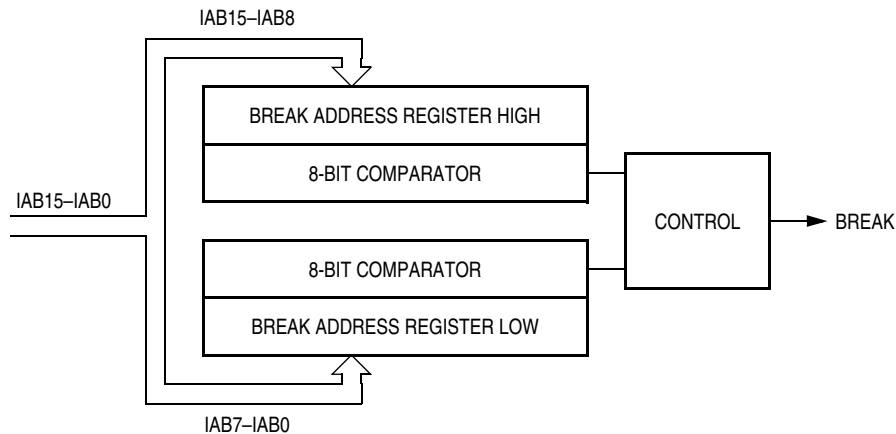 IAB15–IAB8
BREAK ADDRESS REGISTER HIGH
8-BIT COMPARATOR
IAB15–IAB0
CONTROL
BREAK
8-BIT COMPARATOR
BREAK ADDRESS REGISTER LOW
IAB7–IAB0